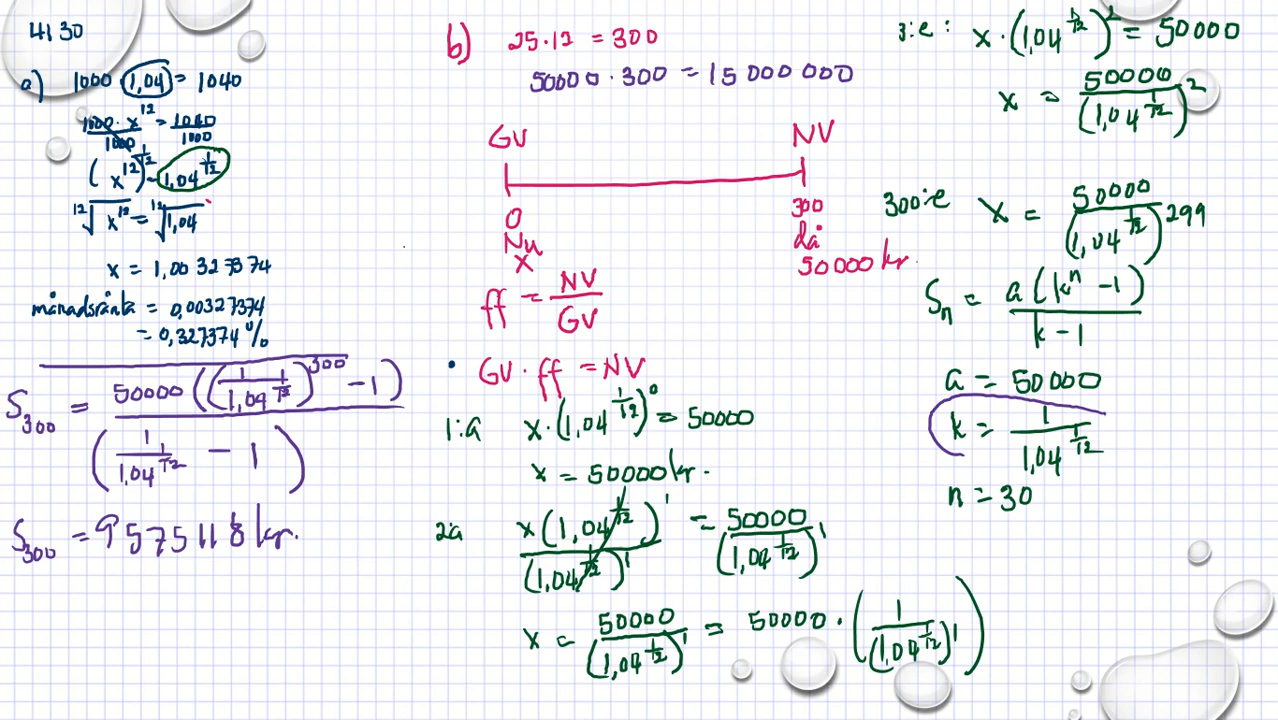 4130
a) 1000 · 1,04 = 1040
1000 · x^12 / 1000 = 1040 / 1000
(x^12)^(1/12) = 1,04^(1/12)
¹²√x^12 = ¹²√1,04
x = 1,00327374
månadsränta = 0,00327374
= 0,327374 %
S_300 = 50000((1/1,04^(1/12))^300 - 1) / (1/1,04^(1/12) - 1)
S_300 = 9575118 kr.
b) 25·12 = 300
50000 · 300 = 15 000 000
GV NV
0 300
Nu då
x 50000 kr.
ff = NV/GV
GV · ff = NV
1:a x·(1,04^(1/12))^0 = 50000
x = 50000 kr.
2a x(1,04^(1/12))^1 / (1,04^(1/12))^1 = 50000 / (1,04^(1/12))^1
x = 50000 / (1,04^(1/12))^1 = 50000 · (1 / (1,04^(1/12))^1)
3:e: x·(1,04^(1/12))^2 = 50000
x = 50000 / (1,04^(1/12))^2
300:e x = 50000 / (1,04^(1/12))^299
S_n = a(k^n - 1) / k - 1
a = 50000
k = 1 / 1,04^(1/12)
n = 30